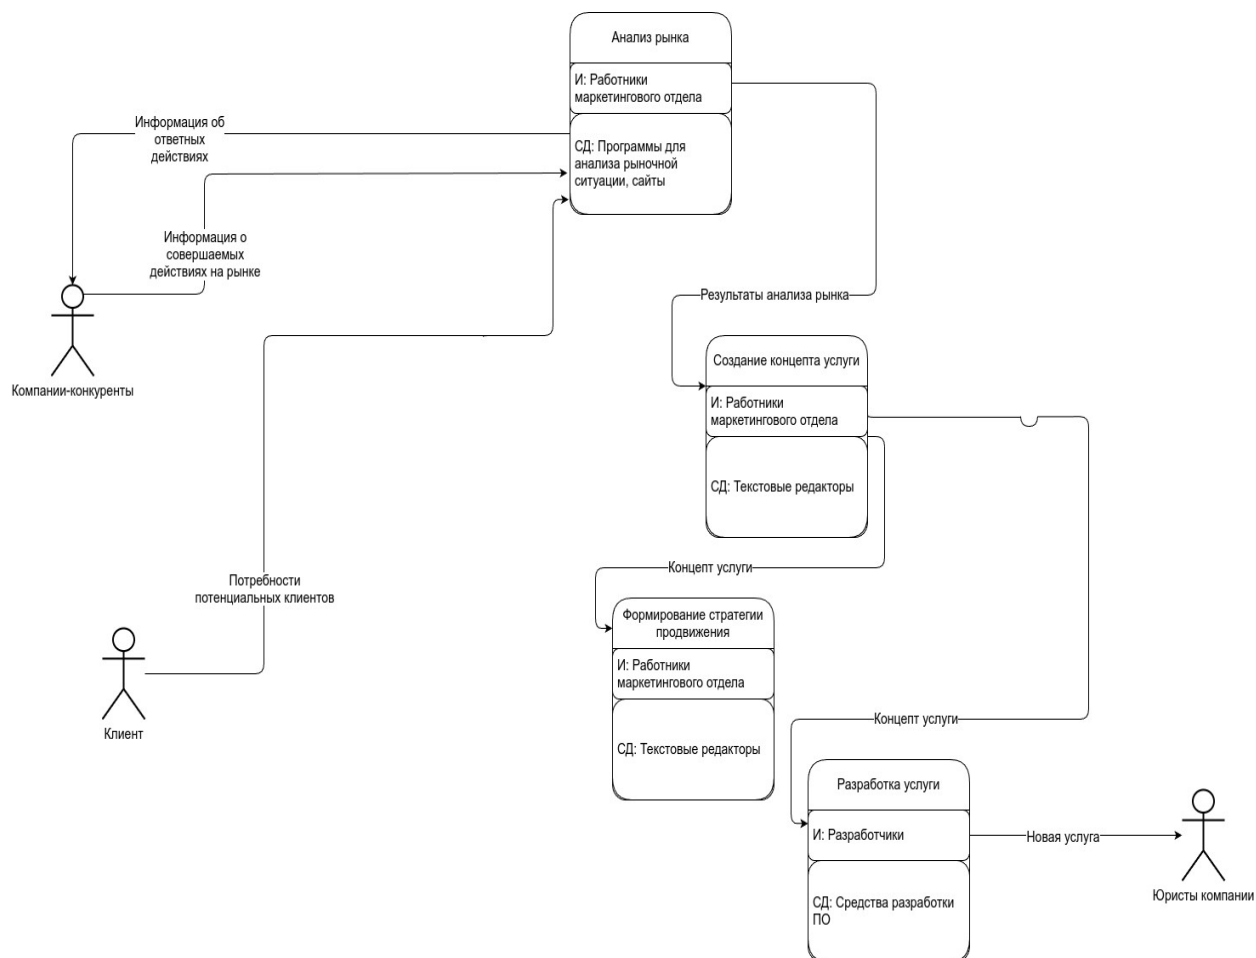 Анализ рынка
И: Работники
маркетингового отдела
СД: Программы для
анализа рыночной
ситуации, сайты
Информация об
ответных
действиях
Информация о
совершаемых
действиях на рынке
Компании-конкуренты
Результаты анализа рынка
Создание концепта услуги
И: Работники
маркетингового отдела
СД: Текстовые редакторы
Концепт услуги
Потребности
потенциальных клиентов
Клиент
Формирование стратегии
продвижения
И: Работники
маркетингового отдела
СД: Текстовые редакторы
Концепт услуги
Разработка услуги
И: Разработчики
СД: Средства разработки
ПО
Новая услуга
Юристы компании